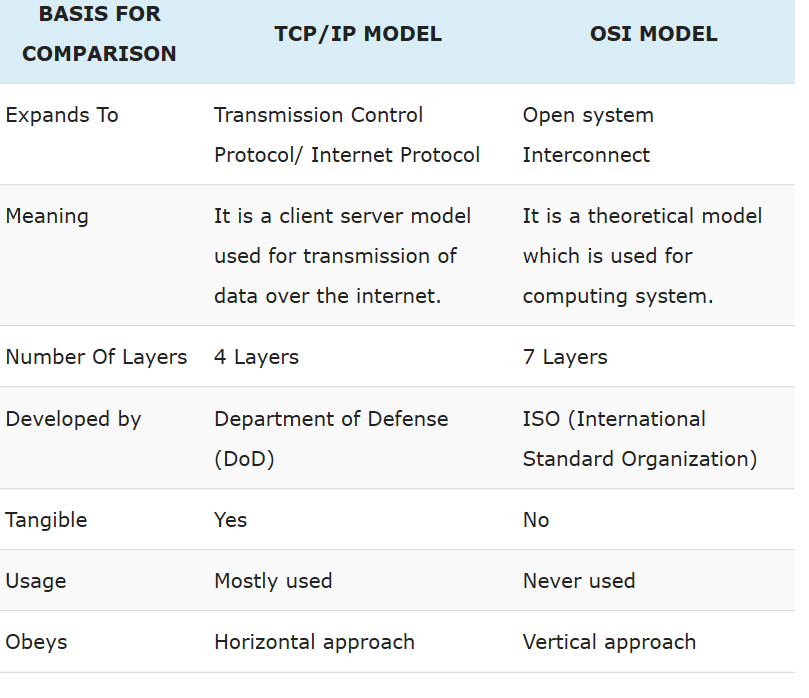 BASIS FOR
COMPARISON
TCP/IP MODEL
OSI MODEL
Expands To
Transmission Control
Protocol/ Internet Protocol
Open system
Interconnect
Meaning
It is a client server model
used for transmission of
data over the internet.
It is a theoretical model
which is used for
computing system.
Number Of Layers
4 Layers
7 Layers
Developed by
Department of Defense
(DoD)
ISO (International
Standard Organization)
Tangible
Yes
No
Usage
Mostly used
Never used
Obeys
Horizontal approach
Vertical approach